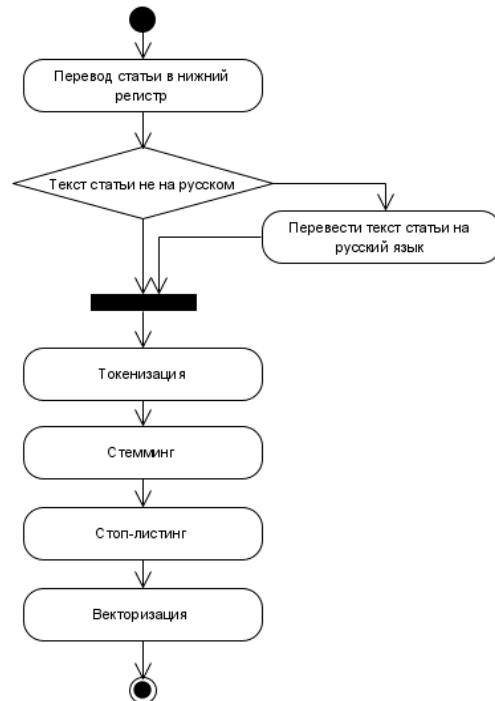 Перевод статьи в нижний
регистр
Текст статьи не на русском
Перевести текст статьи на
русский язык
Токенизация
Стемминг
Стоп-листинг
Векторизация